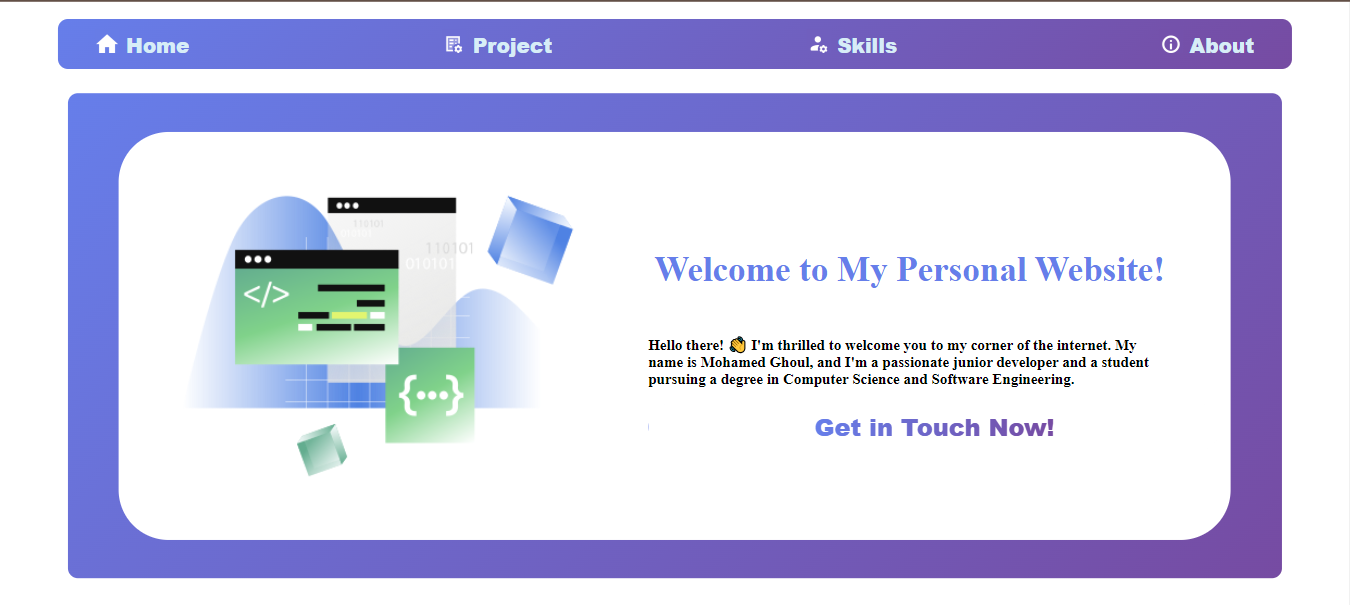 Home Project Skills About
110101
110101
010101
</>
{•••}
Welcome to My Personal Website!
Hello there! 👋 I'm thrilled to welcome you to my corner of the internet. My
name is Mohamed Ghoul, and I'm a passionate junior developer and a student
pursuing a degree in Computer Science and Software Engineering.
Get in Touch Now!